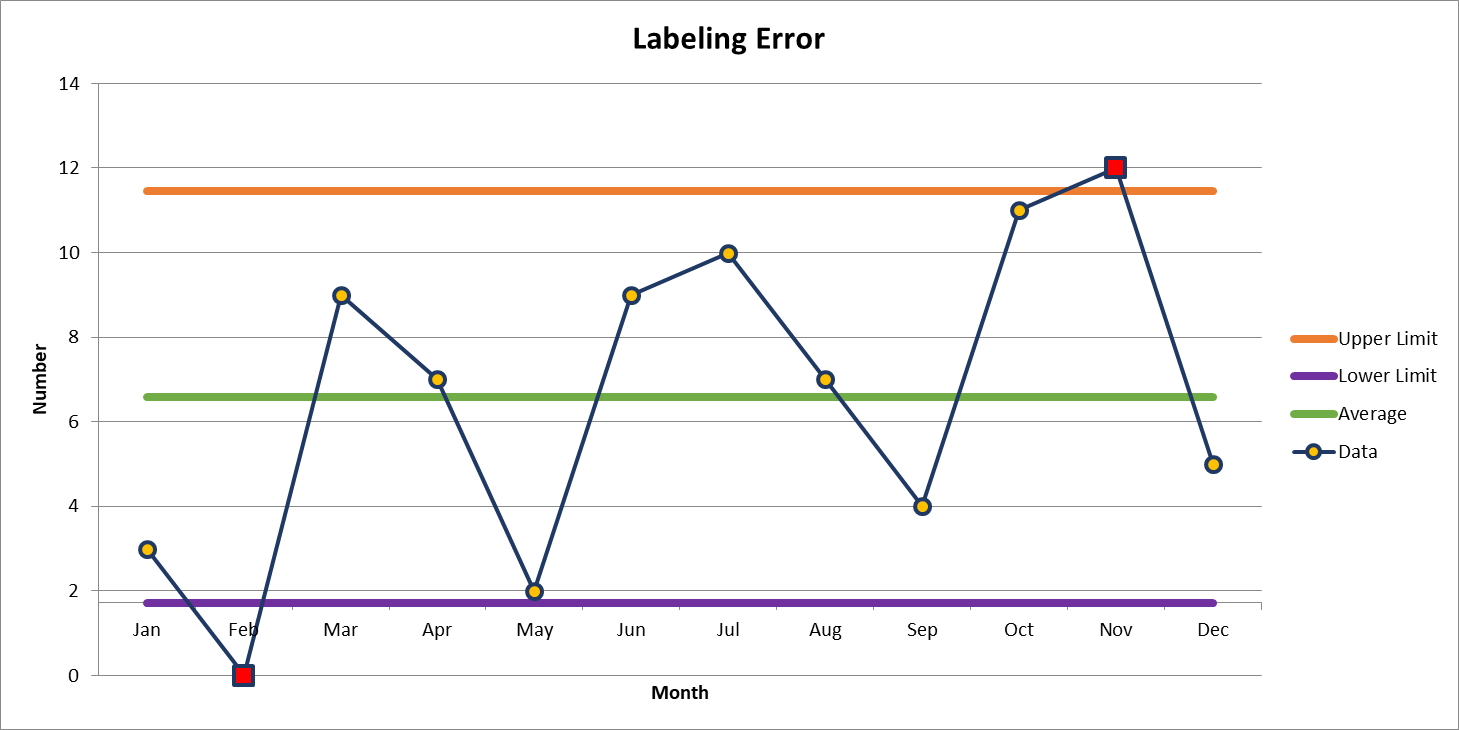 Labeling Error
14
12
10
8
6
4
2
0
Number
Jan Feb Mar Apr May Jun Jul Aug Sep Oct Nov Dec
Month
Upper Limit
Lower Limit
Average
Data